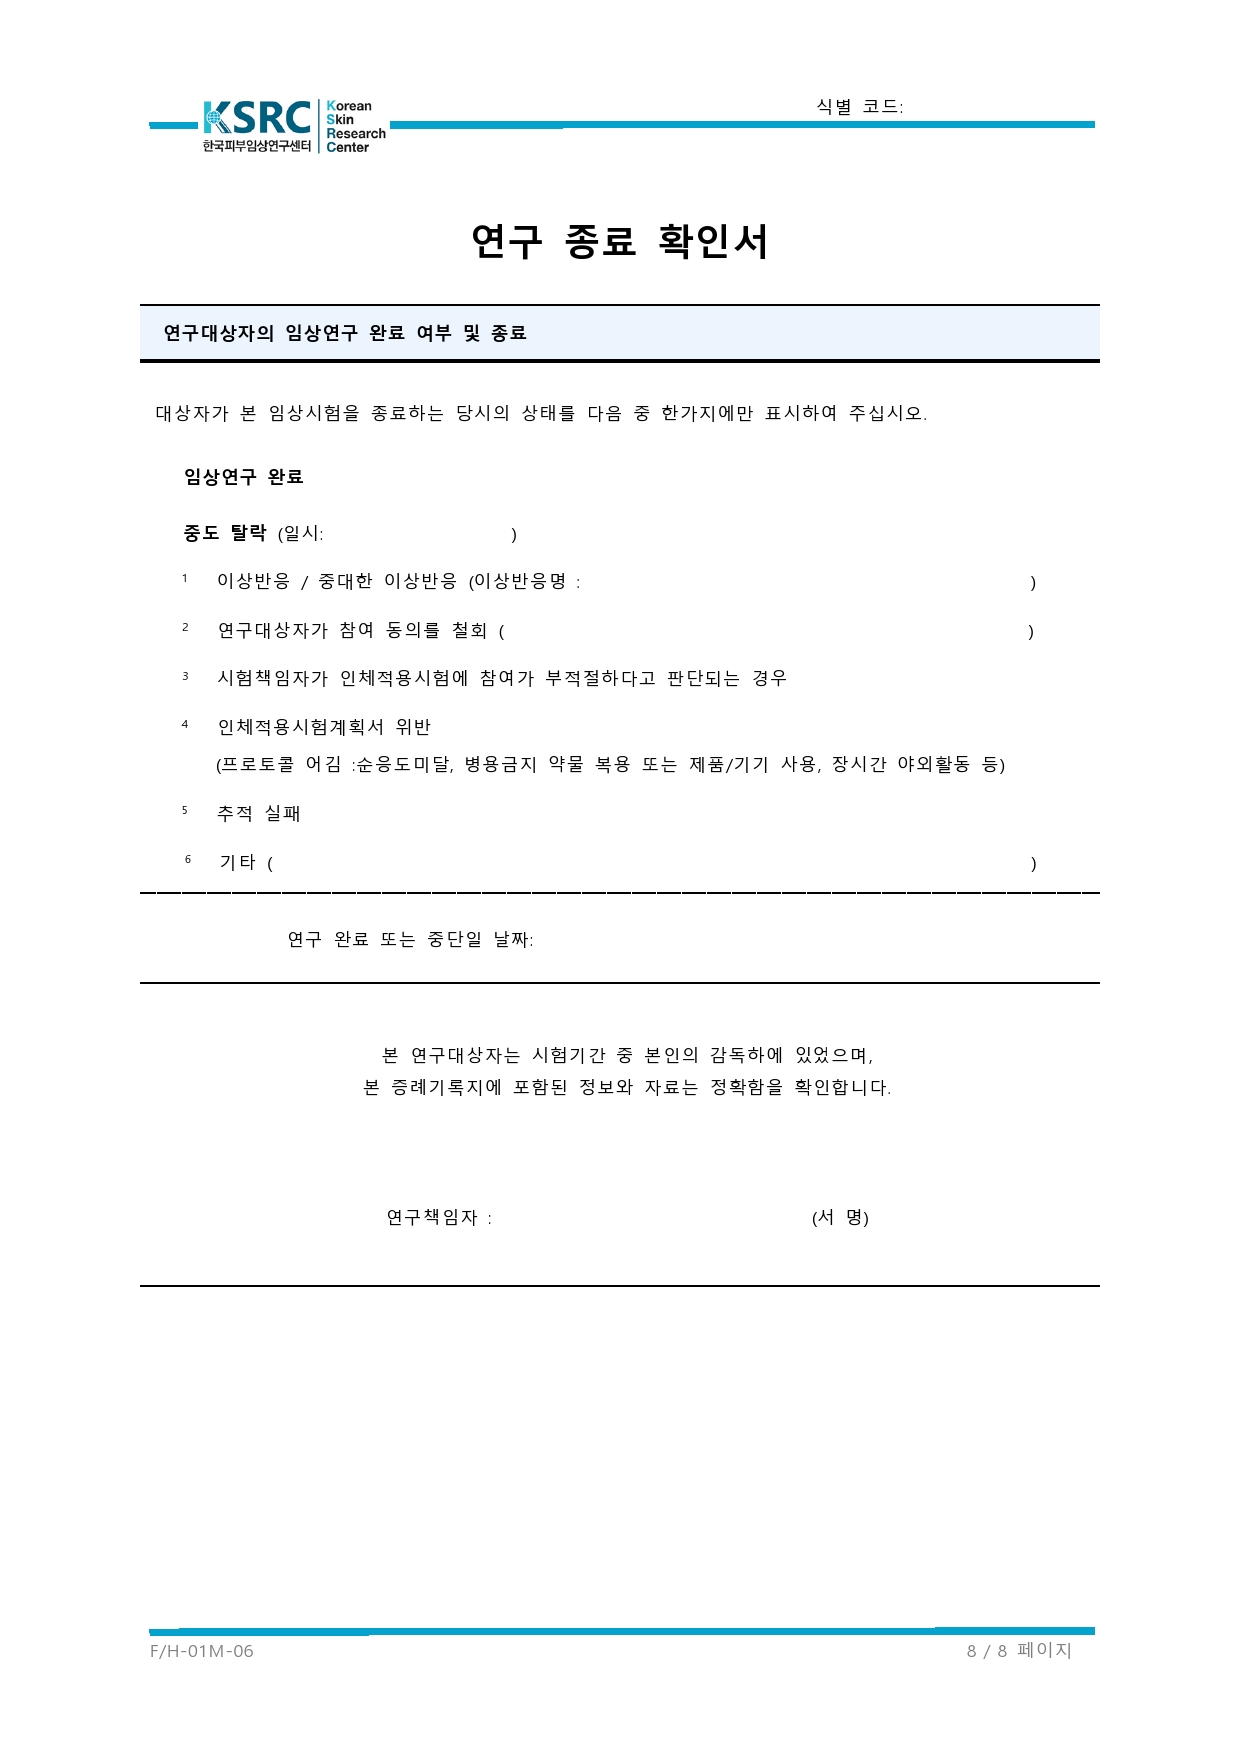 KSRC
한국피부임상연구센터
Korean
Skin
Research
Center
식별 코드:
연구 종료 확인서
연구대상자의 임상연구 완료 여부 및 종료
대상자가 본 임상시험을 종료하는 당시의 상태를 다음 중 한가지에만 표시하여 주십시오.
임상연구 완료
중도 탈락 (일시: )
1 이상반응 / 중대한 이상반응 (이상반응명 : )
2 연구대상자가 참여 동의를 철회 ( )
3 시험책임자가 인체적용시험에 참여가 부적절하다고 판단되는 경우
4 인체적용시험계획서 위반
(프로토콜 어김 :순응도미달, 병용금지 약물 복용 또는 제품/기기 사용, 장시간 야외활동 등)
5 추적 실패
6 기타 ( )
연구 완료 또는 중단일 날짜:
본 연구대상자는 시험기간 중 본인의 감독하에 있었으며,
본 증례기록지에 포함된 정보와 자료는 정확함을 확인합니다.
연구책임자 : (서 명)
F/H-01M-06
8 / 8 페이지